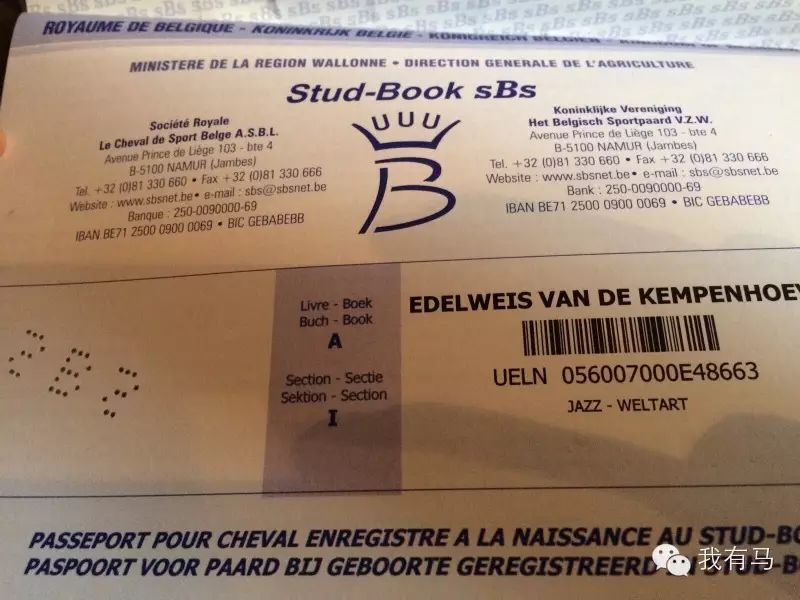 ROYAUME DE BELGIQUE - KONINKRIJK BELGIE - KÖNIGREICH BELGIEN -
MINISTERE DE LA REGION WALLONNE • DIRECTION GENERALE DE L'AGRICULTURE
Stud-Book sBs
Société Royale
Le Cheval de Sport Belge A.S.B.L.
Avenue Prince de Liège 103 - bte 4
B-5100 NAMUR (Jambes)
Tel. +32 (0)81 330 660 • Fax +32 (0)81 330 666
Website : www.sbsnet.be • e-mail : sbs@sbsnet.be
Banque : 250-0090000-69
IBAN BE71 2500 0900 0069 • BIC GEBABEBB
B
Koninklijke Vereniging
Het Belgisch Sportpaard V.Z.W.
Avenue Prince de Liège 103 - bte 4
B-5100 NAMUR (Jambes)
Tel. +32 (0)81 330 660 • Fax +32 (0)81 330 666
Website : www.sbsnet.be • e-mail : sbs@sbsnet.be
Bank : 250-0090000-69
IBAN BE71 2500 0900 0069 • BIC GEBABEBB
Livre - Boek
Buch - Book
A
Section - Sectie
Sektion - Section
I
EDELWEIS VAN DE KEMPENHOEV
UELN 056007000E48663
JAZZ - WELTART
PASSEPORT POUR CHEVAL ENREGISTRE A LA NAISSANCE AU STUD-BO
PASPOORT VOOR PAARD BIJ GEBOORTE GEREGISTREERD IN STUD-B
我有马